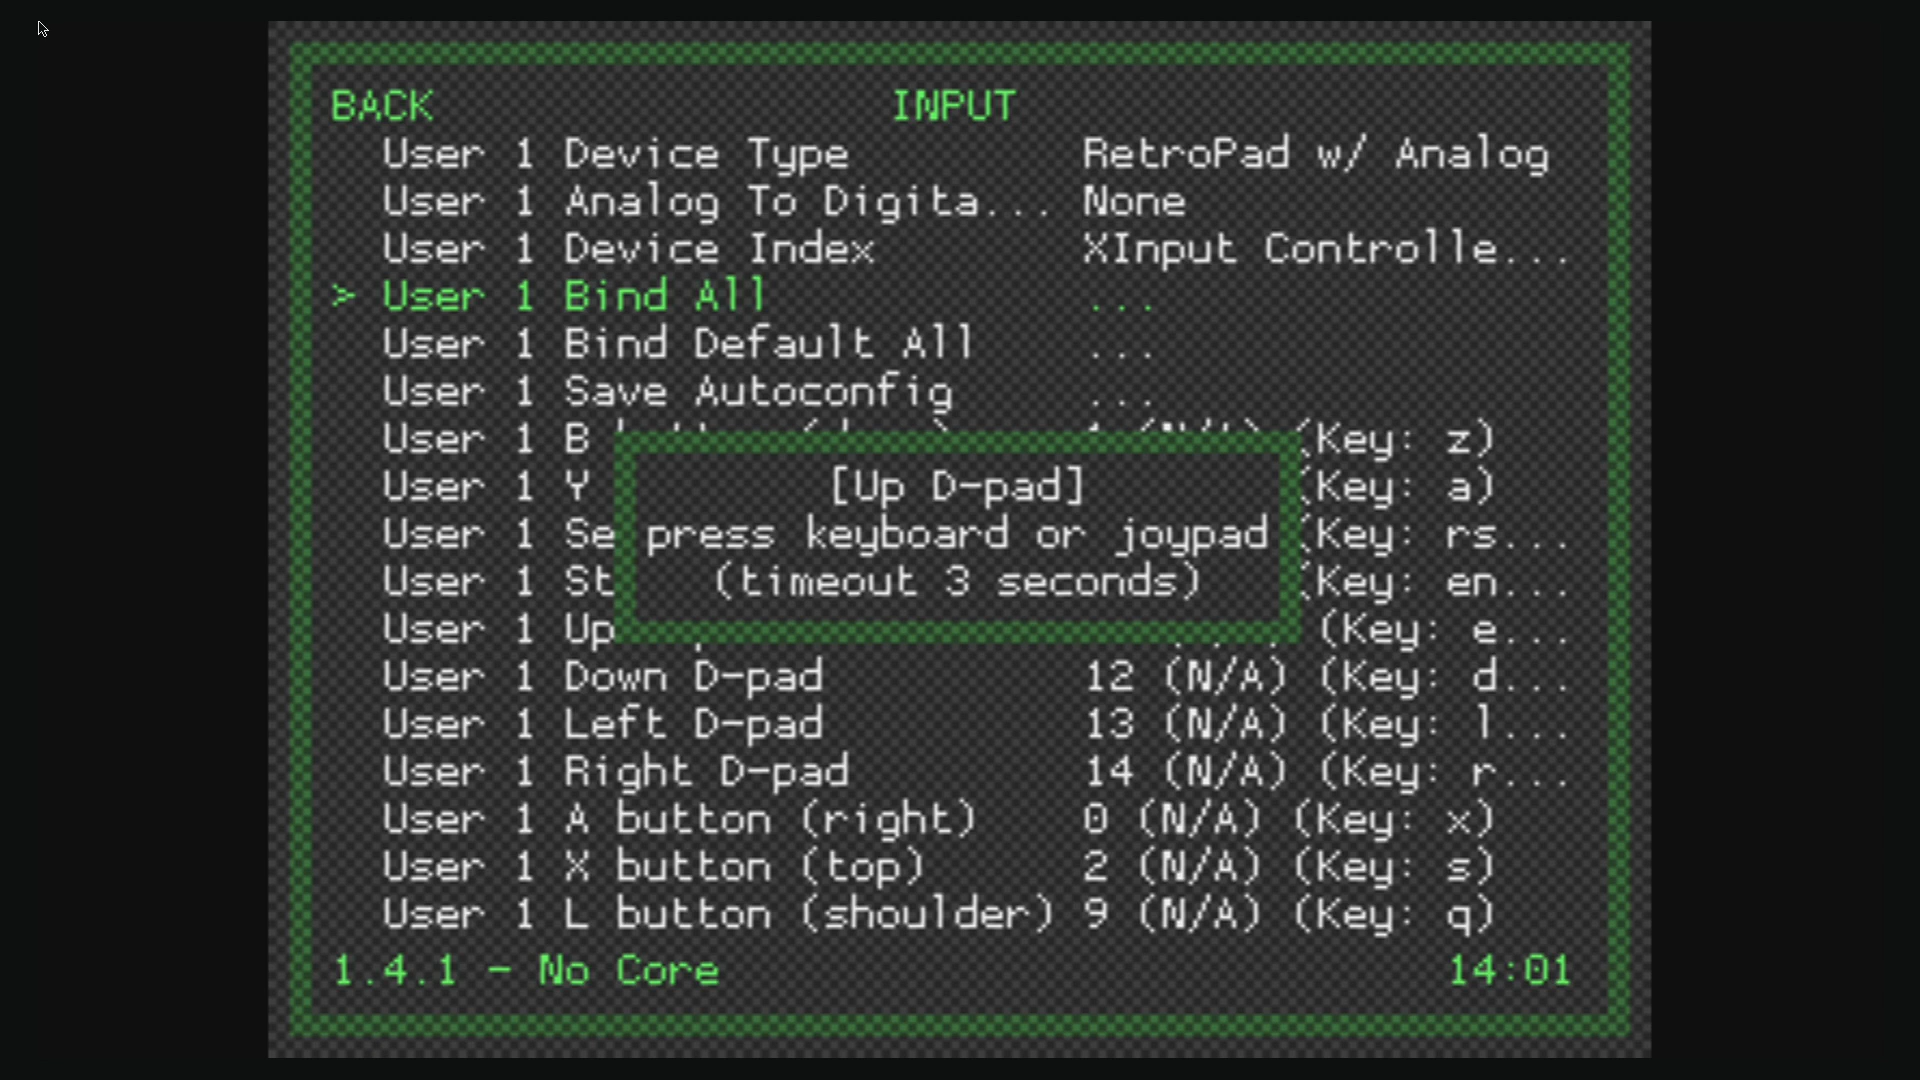 BACK INPUT
User 1 Device Type RetroPad w/ Analog
User 1 Analog To Digita... None
User 1 Device Index XInput Controlle...
> User 1 Bind All ...
User 1 Bind Default All ...
User 1 Save Autoconfig ...
User 1 B (Key: z)
User 1 Y (Key: a)
User 1 Se (Key: rs...
User 1 St (Key: en...
User 1 Up (Key: e...
[Up D-pad]
press keyboard or joypad
(timeout 3 seconds)
User 1 Down D-pad 12 (N/A) (Key: d...
User 1 Left D-pad 13 (N/A) (Key: l...
User 1 Right D-pad 14 (N/A) (Key: r...
User 1 A button (right) 0 (N/A) (Key: x)
User 1 X button (top) 2 (N/A) (Key: s)
User 1 L button (shoulder) 9 (N/A) (Key: q)
1.4.1 - No Core 14:01